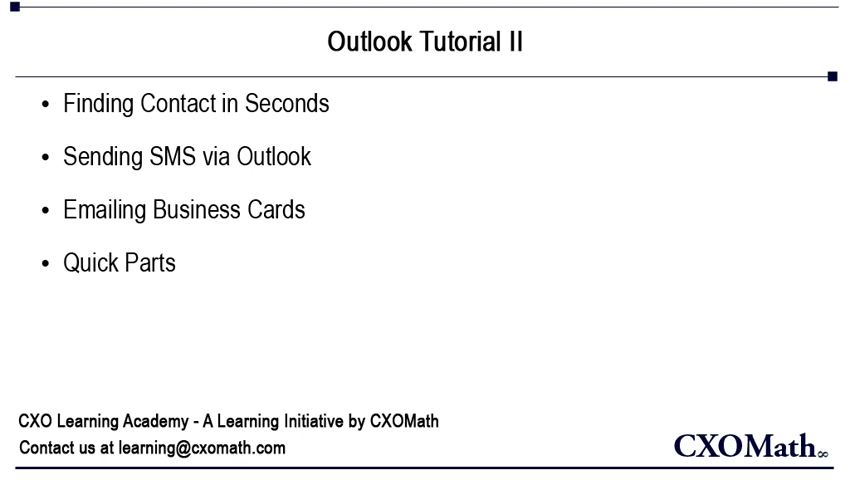 Outlook Tutorial II
• Finding Contact in Seconds
• Sending SMS via Outlook
• Emailing Business Cards
• Quick Parts
CXO Learning Academy - A Learning Initiative by CXOMath
Contact us at learning@cxomath.com
CXOMath∞